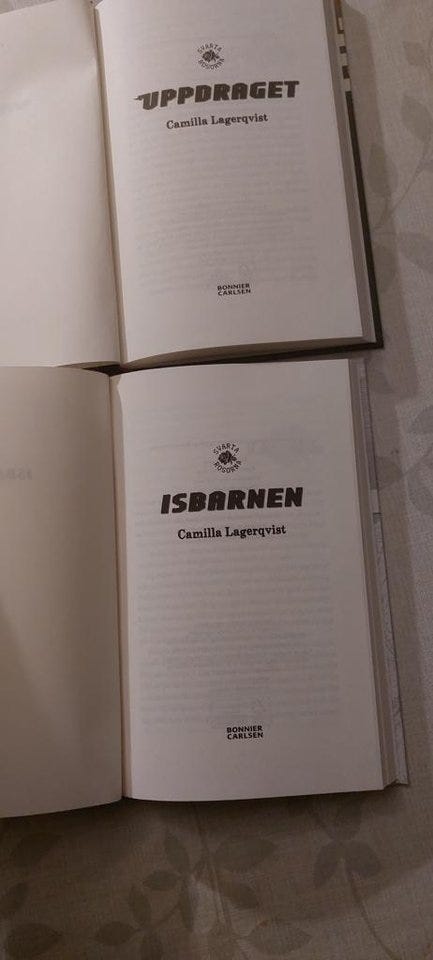 SVARTA
ROSORNA
UPPDRAGET
Camilla Lagerqvist
BONNIER
CARLSEN
SVARTA
ROSORNA
ISBARNEN
Camilla Lagerqvist
BONNIER
CARLSEN